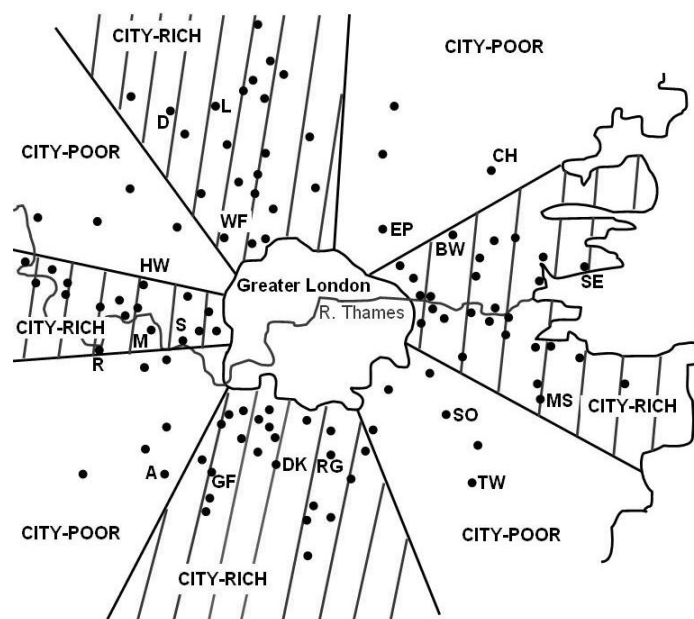 CITY-RICH
CITY-POOR
D
L
CITY-POOR
CH
WF
EP
BW
HW
Greater London
SE
R. Thames
CITY-RICH
M
S
R
MS
CITY-RICH
SO
A
GF
DK
RG
TW
CITY-POOR
CITY-POOR
CITY-RICH